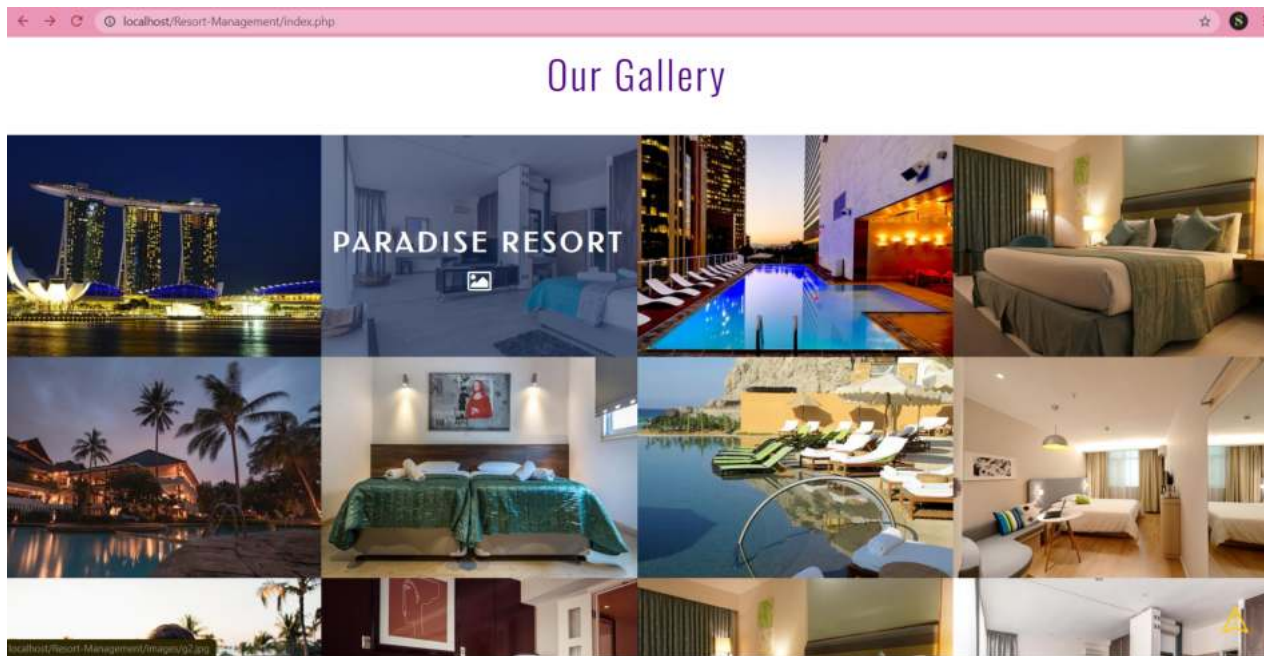 localhost/Resort-Management/index.php
S
Our Gallery
PARADISE RESORT
localhost/Resort-Management/images/g2.jpg